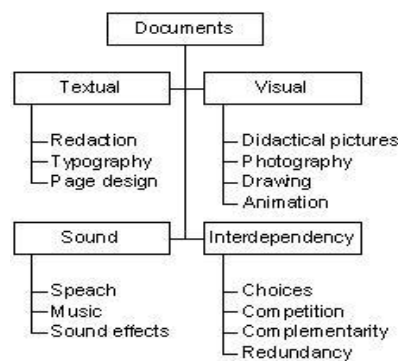 Documents
Textual
Visual
Redaction
Typography
Page design
Didactical pictures
Photography
Drawing
Animation
Sound
Interdependency
Speach
Music
Sound effects
Choices
Competition
Complementarity
Redundancy